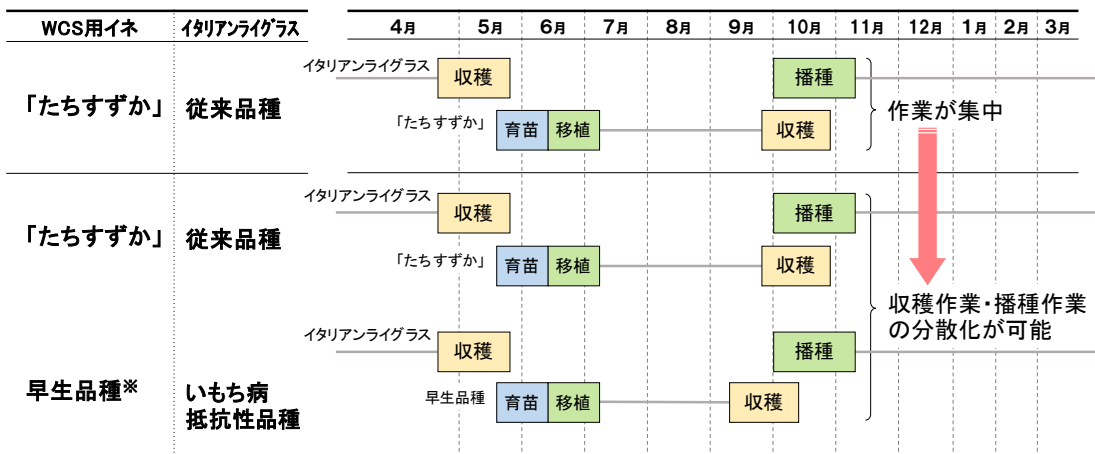 WCS用イネ イタリアンライグラス 4月 5月 6月 7月 8月 9月 10月 11月 12月 1月 2月 3月
イタリアンライグラス 収穫 播種
「たちすずか」 従来品種 作業が集中
「たちすずか」 育苗 移植 収穫
イタリアンライグラス 収穫 播種
「たちすずか」 従来品種
「たちすずか」 育苗 移植 収穫
収穫作業・播種作業
の分散化が可能
イタリアンライグラス 収穫 播種
早生品種※ いもち病
抵抗性品種
早生品種 育苗 移植 収穫